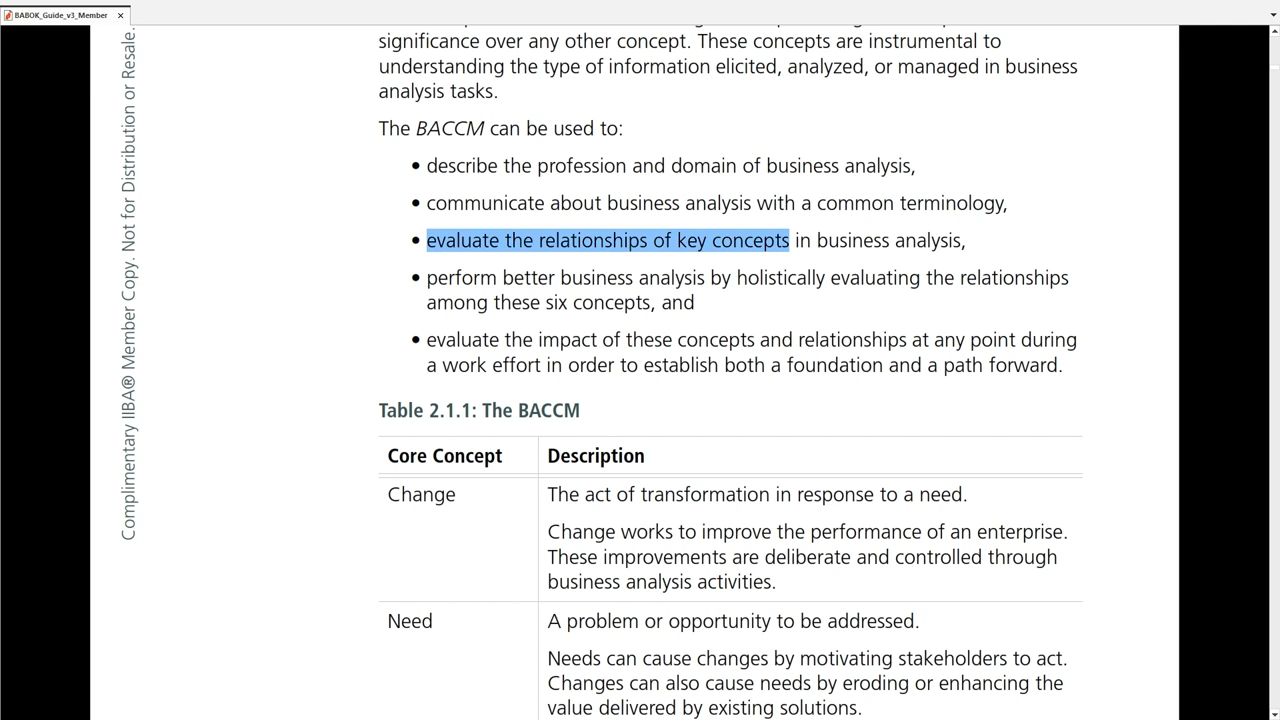 BABOK_Guide_v3_Member
significance over any other concept. These concepts are instrumental to
understanding the type of information elicited, analyzed, or managed in business
analysis tasks.
The BACCM can be used to:
• describe the profession and domain of business analysis,
• communicate about business analysis with a common terminology,
• evaluate the relationships of key concepts in business analysis,
• perform better business analysis by holistically evaluating the relationships
among these six concepts, and
• evaluate the impact of these concepts and relationships at any point during
a work effort in order to establish both a foundation and a path forward.
Table 2.1.1: The BACCM
Core Concept Description
Change The act of transformation in response to a need.
Change works to improve the performance of an enterprise.
These improvements are deliberate and controlled through
business analysis activities.
Need A problem or opportunity to be addressed.
Needs can cause changes by motivating stakeholders to act.
Changes can also cause needs by eroding or enhancing the
value delivered by existing solutions.
Complimentary IIBA® Member Copy. Not for Distribution or Resale.